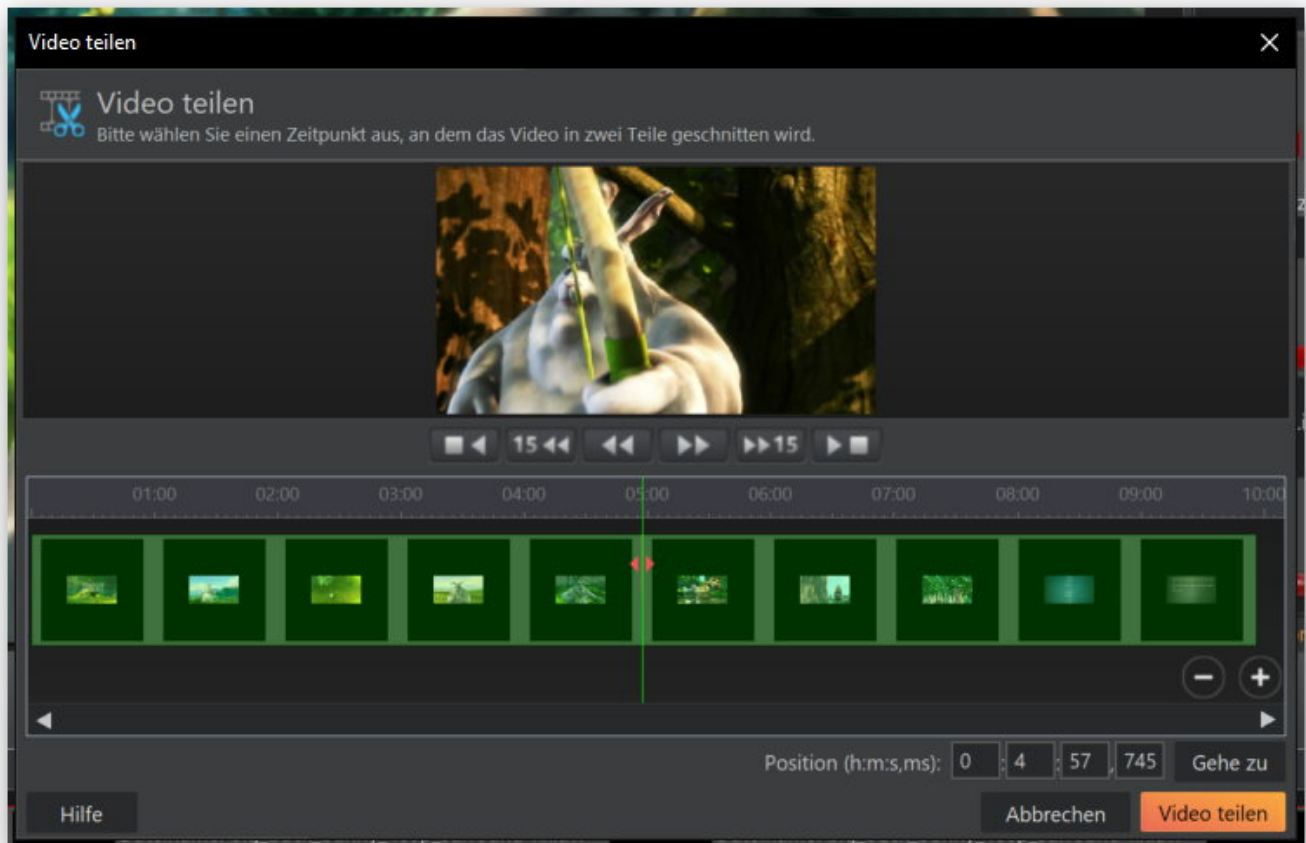 Video teilen
Video teilen
Bitte wählen Sie einen Zeitpunkt aus, an dem das Video in zwei Teile geschnitten wird.
15 15
01:00 02:00 03:00 04:00 05:00 06:00 07:00 08:00 09:00 10:00
Position (h:m:s,ms): 0 : 4 : 57 , 745 Gehe zu
Hilfe Abbrechen Video teilen